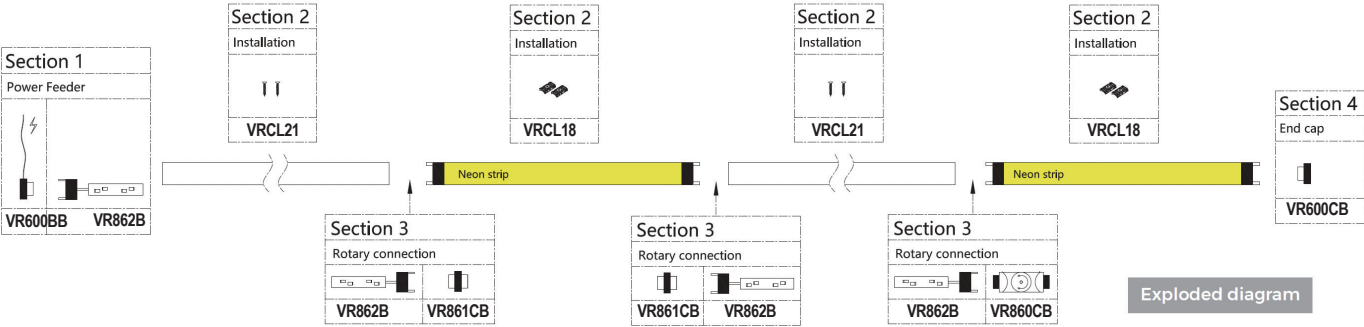 Section 1
Power Feeder
VR600BB VR862B
Section 2
Installation
VRCL21
Section 2
Installation
VRCL18
Section 2
Installation
VRCL21
Section 2
Installation
VRCL18
Section 4
End cap
VR600CB
Neon strip
Neon strip
Section 3
Rotary connection
VR862B VR861CB
Section 3
Rotary connection
VR861CB VR862B
Section 3
Rotary connection
VR862B VR860CB
Exploded diagram